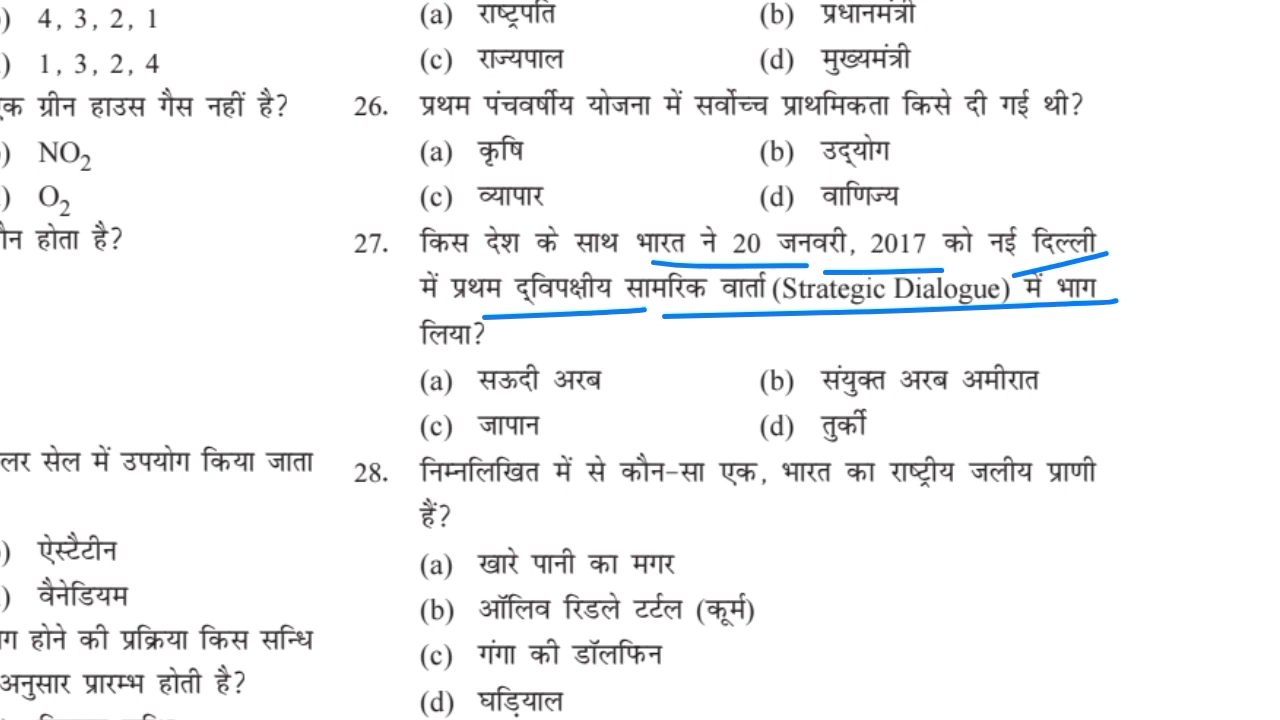 ) 4, 3, 2, 1
) 1, 3, 2, 4
एक ग्रीन हाउस गैस नहीं है?
) NO2
) O2
होता है?
लर सेल में उपयोग किया जाता
) ऐस्टैटीन
) वैनेडियम
होने की प्रक्रिया किस सन्धि
अनुसार प्रारम्भ होती है?
(a) राष्ट्रपति (b) प्रधानमंत्री
(c) राज्यपाल (d) मुख्यमंत्री
26. प्रथम पंचवर्षीय योजना में सर्वोच्च प्राथमिकता किसे दी गई थी?
(a) कृषि (b) उद्‌योग
(c) व्यापार (d) वाणिज्य
27. किस देश के साथ भारत ने 20 जनवरी, 2017 को नई दिल्ली
में प्रथम द्‌विपक्षीय सामरिक वार्ता (Strategic Dialogue) में भाग
लिया?
(a) सऊदी अरब (b) संयुक्त अरब अमीरात
(c) जापान (d) तुर्की
28. निम्नलिखित में से कौन-सा एक, भारत का राष्ट्रीय जलीय प्राणी
हैं?
(a) खारे पानी का मगर
(b) ऑलिव रिडले टर्टल (कूर्म)
(c) गंगा की डॉलफिन
(d) घड़ियाल